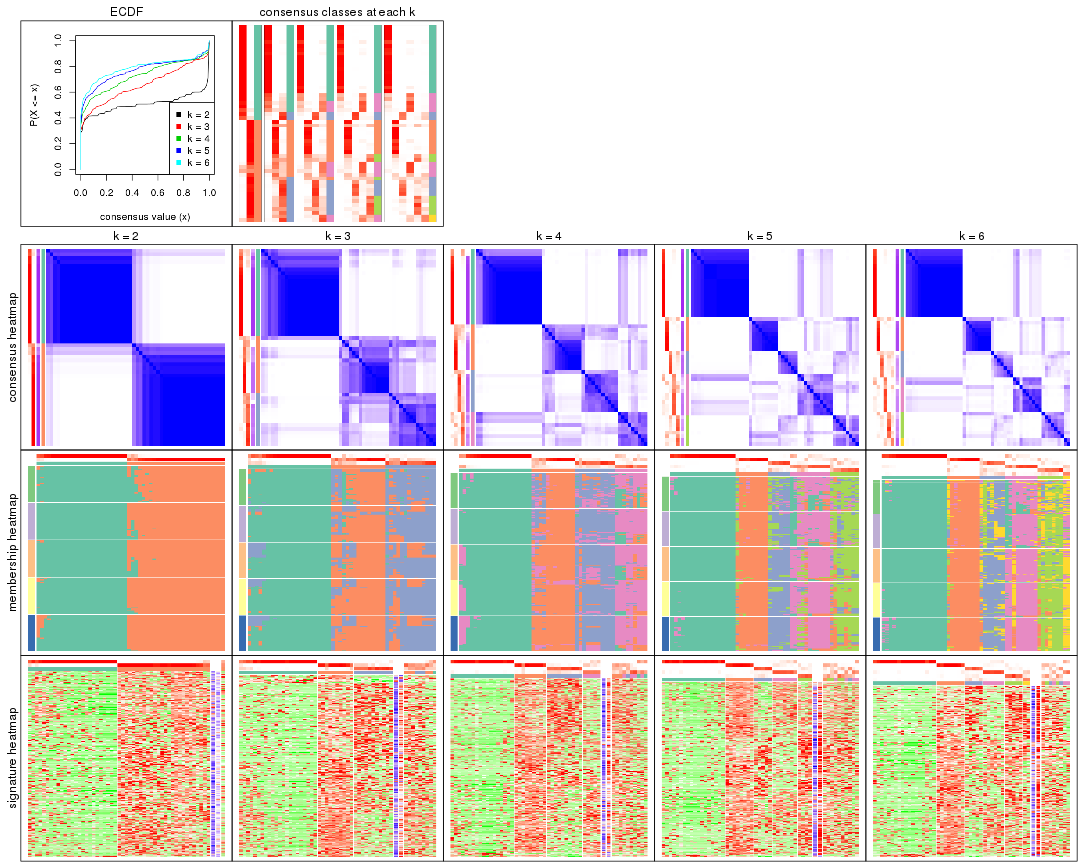 ECDF
consensus classes at each k
P(X <= x)
0.0 0.2 0.4 0.6 0.8 1.0
k = 2
k = 3
k = 4
k = 5
k = 6
0.0 0.2 0.4 0.6 0.8 1.0
consensus value (x)
k = 2
k = 3
k = 4
k = 5
k = 6
consensus heatmap
membership heatmap
signature heatmap